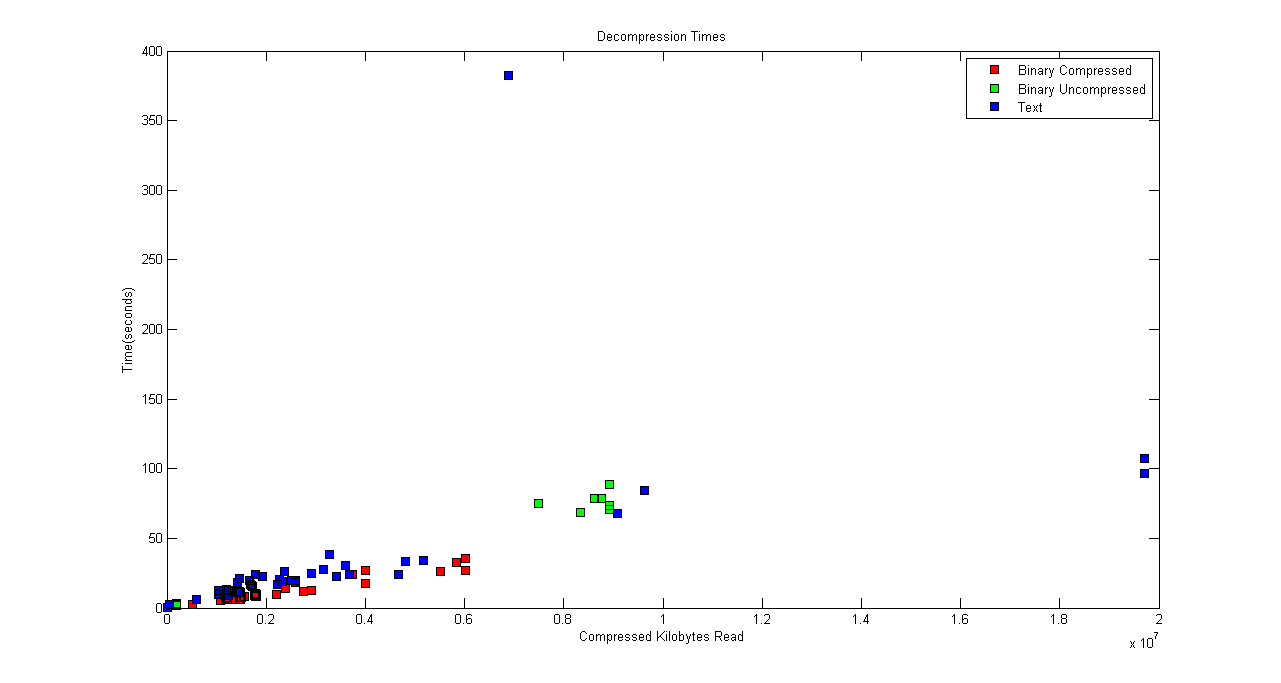 Decompression Times
Binary Compressed
Binary Uncompressed
Text
400
350
300
250
200
150
100
50
0
Time(seconds)
0 0.2 0.4 0.6 0.8 1 1.2 1.4 1.6 1.8 2
Compressed Kilobytes Read
x 10^7